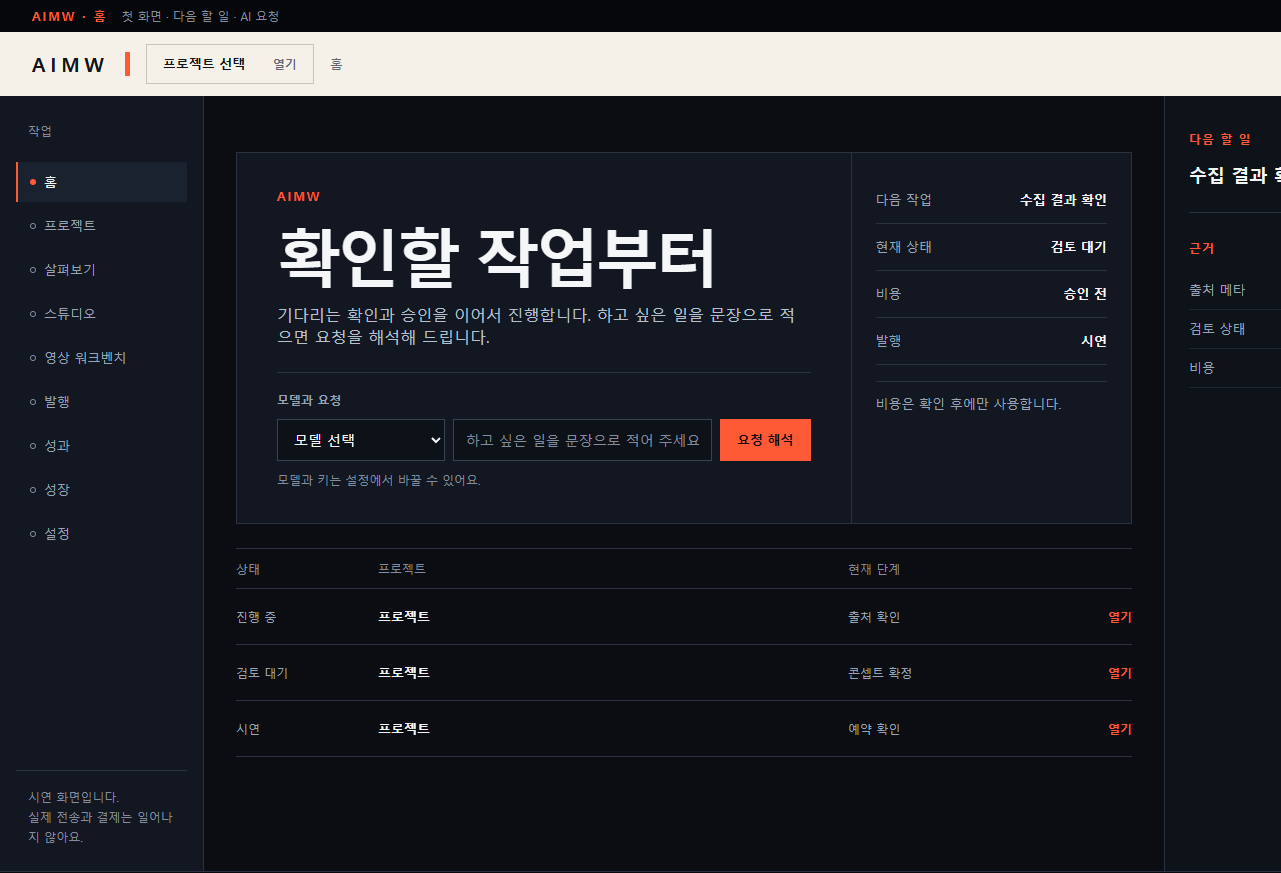 AIMW · 홈 첫 화면 · 다음 할 일 · AI 요청
AIMW
프로젝트 선택 열기
홈
작업
홈
프로젝트
살펴보기
스튜디오
영상 워크벤치
발행
성과
성장
설정
시연 화면입니다.
실제 전송과 결제는 일어나
지 않아요.
AIMW
확인할 작업부터
기다리는 확인과 승인을 이어서 진행합니다. 하고 싶은 일을 문장으로 적
으면 요청을 해석해 드립니다.
모델과 요청
모델 선택
하고 싶은 일을 문장으로 적어 주세요
요청 해석
모델과 키는 설정에서 바꿀 수 있어요.
다음 작업 수집 결과 확인
현재 상태 검토 대기
비용 승인 전
발행 시연
비용은 확인 후에만 사용합니다.
상태 프로젝트 현재 단계
진행 중 프로젝트 출처 확인 열기
검토 대기 프로젝트 콘셉트 확정 열기
시연 프로젝트 예약 확인 열기
다음 할 일
수집 결과
근거
출처 메타
검토 상태
비용